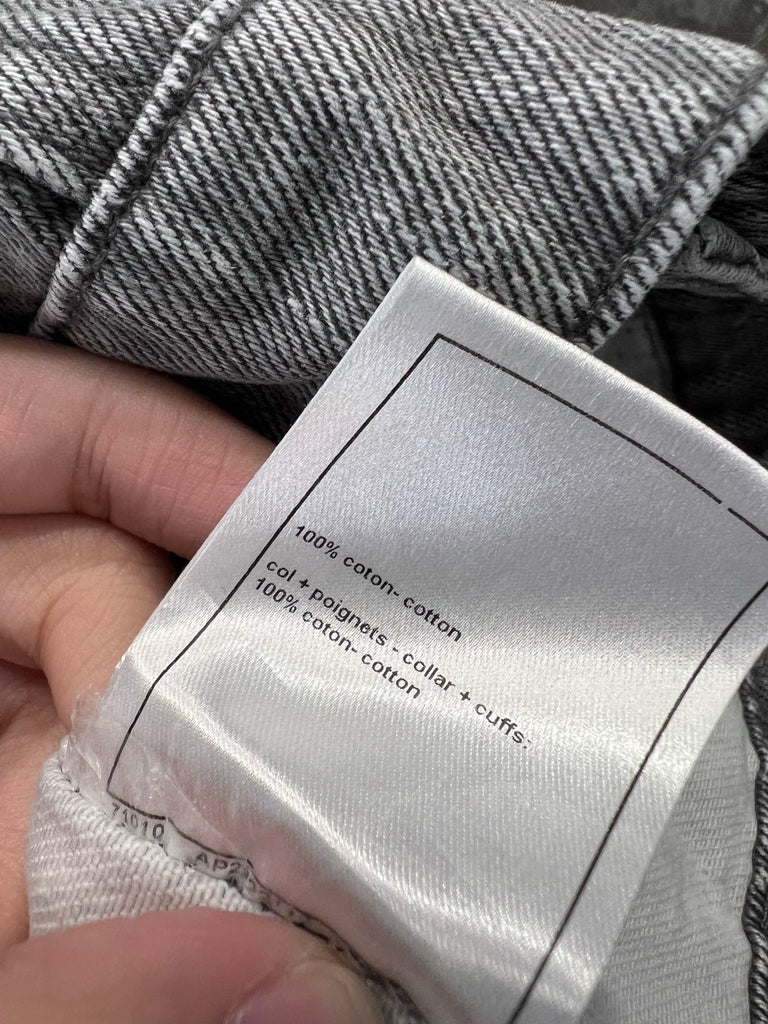 100% coton- cotton
col + poignets - collar + cuffs:
100% coton- cotton